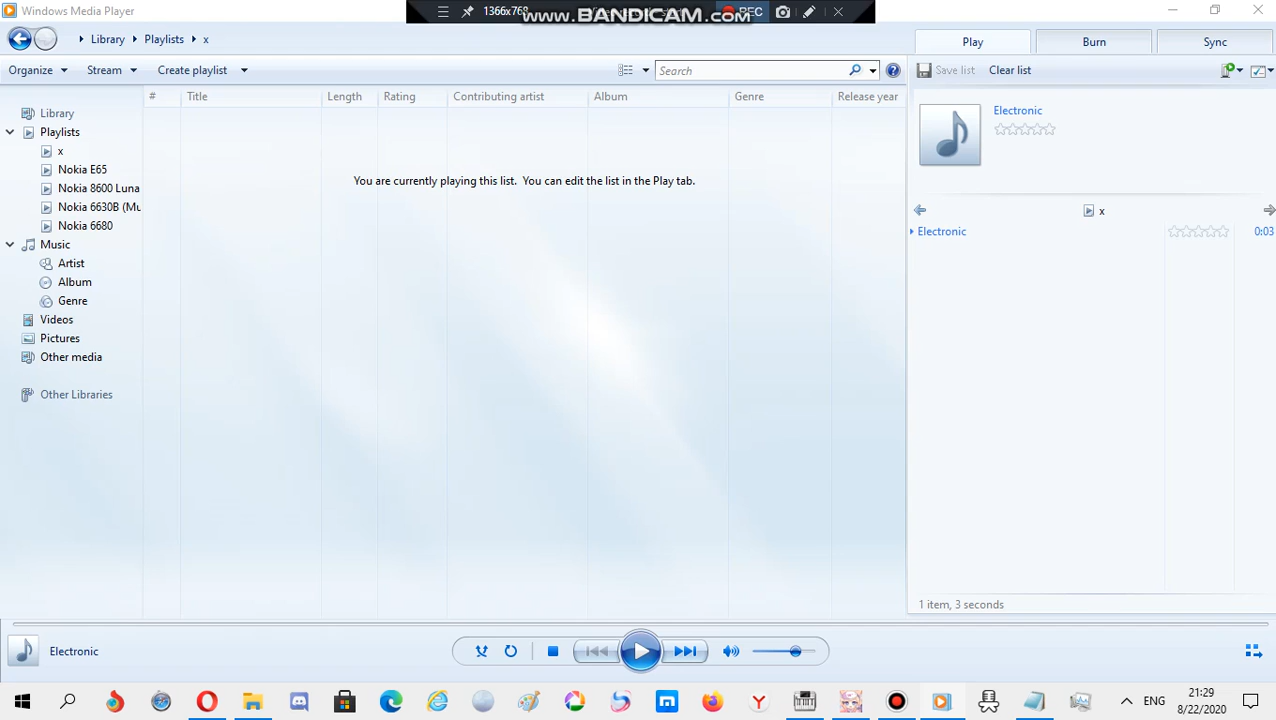 Windows Media Player
1366x768
www.BANDICAM.com
REC
Library
Playlists
x
Play
Burn
Sync
Organize
Stream
Create playlist
Search
Save list
Clear list
#
Title
Length
Rating
Contributing artist
Album
Genre
Release year
Library
Playlists
x
Nokia E65
Nokia 8600 Luna
Nokia 6630B (Mu
Nokia 6680
Music
Artist
Album
Genre
Videos
Pictures
Other media
Other Libraries
You are currently playing this list. You can edit the list in the Play tab.
Electronic
x
Electronic
0:03
1 item, 3 seconds
Electronic
ENG
21:29
8/22/2020